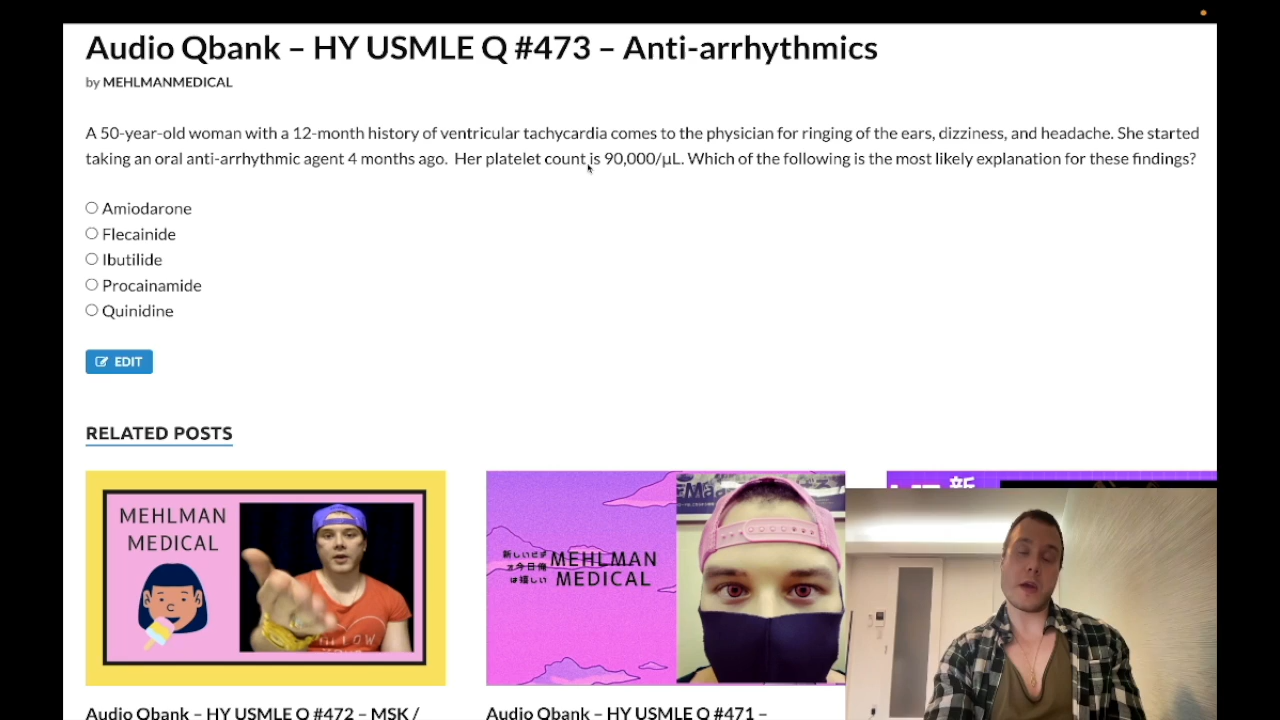 Audio Qbank – HY USMLE Q #473 – Anti-arrhythmics
by MEHLMANMEDICAL
A 50-year-old woman with a 12-month history of ventricular tachycardia comes to the physician for ringing of the ears, dizziness, and headache. She started
taking an oral anti-arrhythmic agent 4 months ago.  Her platelet count is 90,000/µL. Which of the following is the most likely explanation for these findings?
Amiodarone
Flecainide
Ibutilide
Procainamide
Quinidine
EDIT
RELATED POSTS
MEHLMAN
MEDICAL
MEHLMAN
MEDICAL
新
Audio Qbank – HY USMLE Q #472 – MSK /
Audio Qbank – HY USMLE Q #471 –